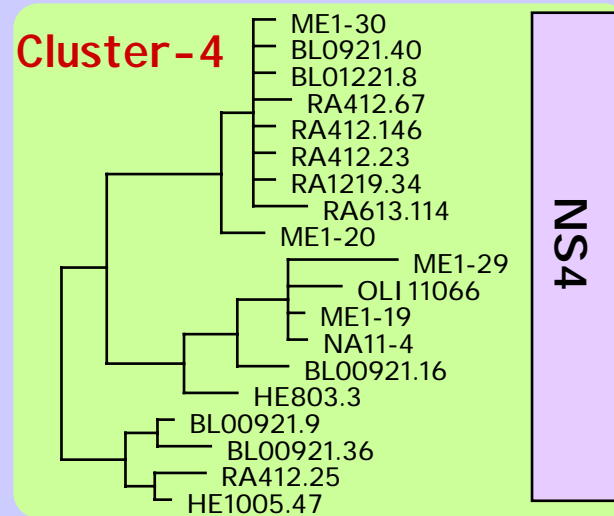 Cluster-4
ME1-30
BL0921.40
BL01221.8
RA412.67
RA412.146
RA412.23
RA1219.34
RA613.114
ME1-20
ME1-29
OLI11066
ME1-19
NA11-4
BL00921.16
HE803.3
BL00921.9
BL00921.36
RA412.25
HE1005.47
NS4